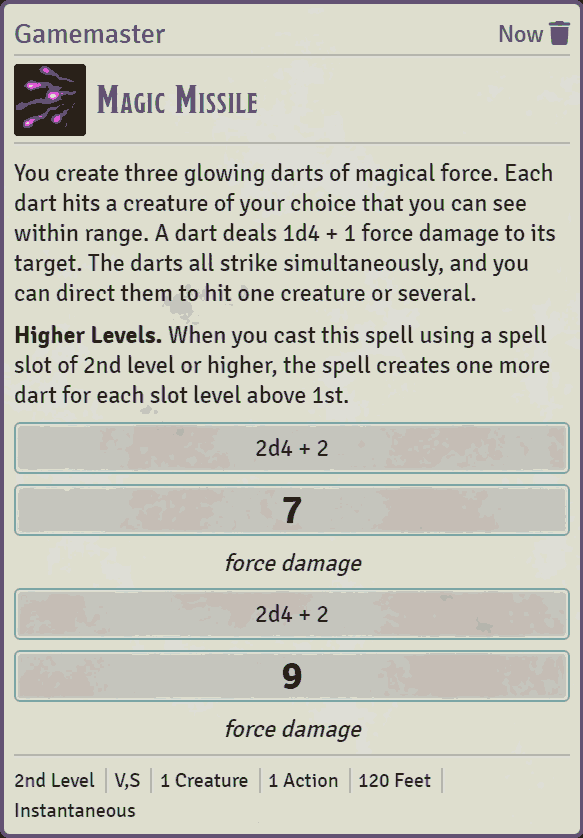 Gamemaster Now
Magic Missile
You create three glowing darts of magical force. Each
dart hits a creature of your choice that you can see
within range. A dart deals 1d4 + 1 force damage to its
target. The darts all strike simultaneously, and you
can direct them to hit one creature or several.
Higher Levels. When you cast this spell using a spell
slot of 2nd level or higher, the spell creates one more
dart for each slot level above 1st.
2d4 + 2
7
force damage
2d4 + 2
9
force damage
2nd Level V,S 1 Creature 1 Action 120 Feet
Instantaneous